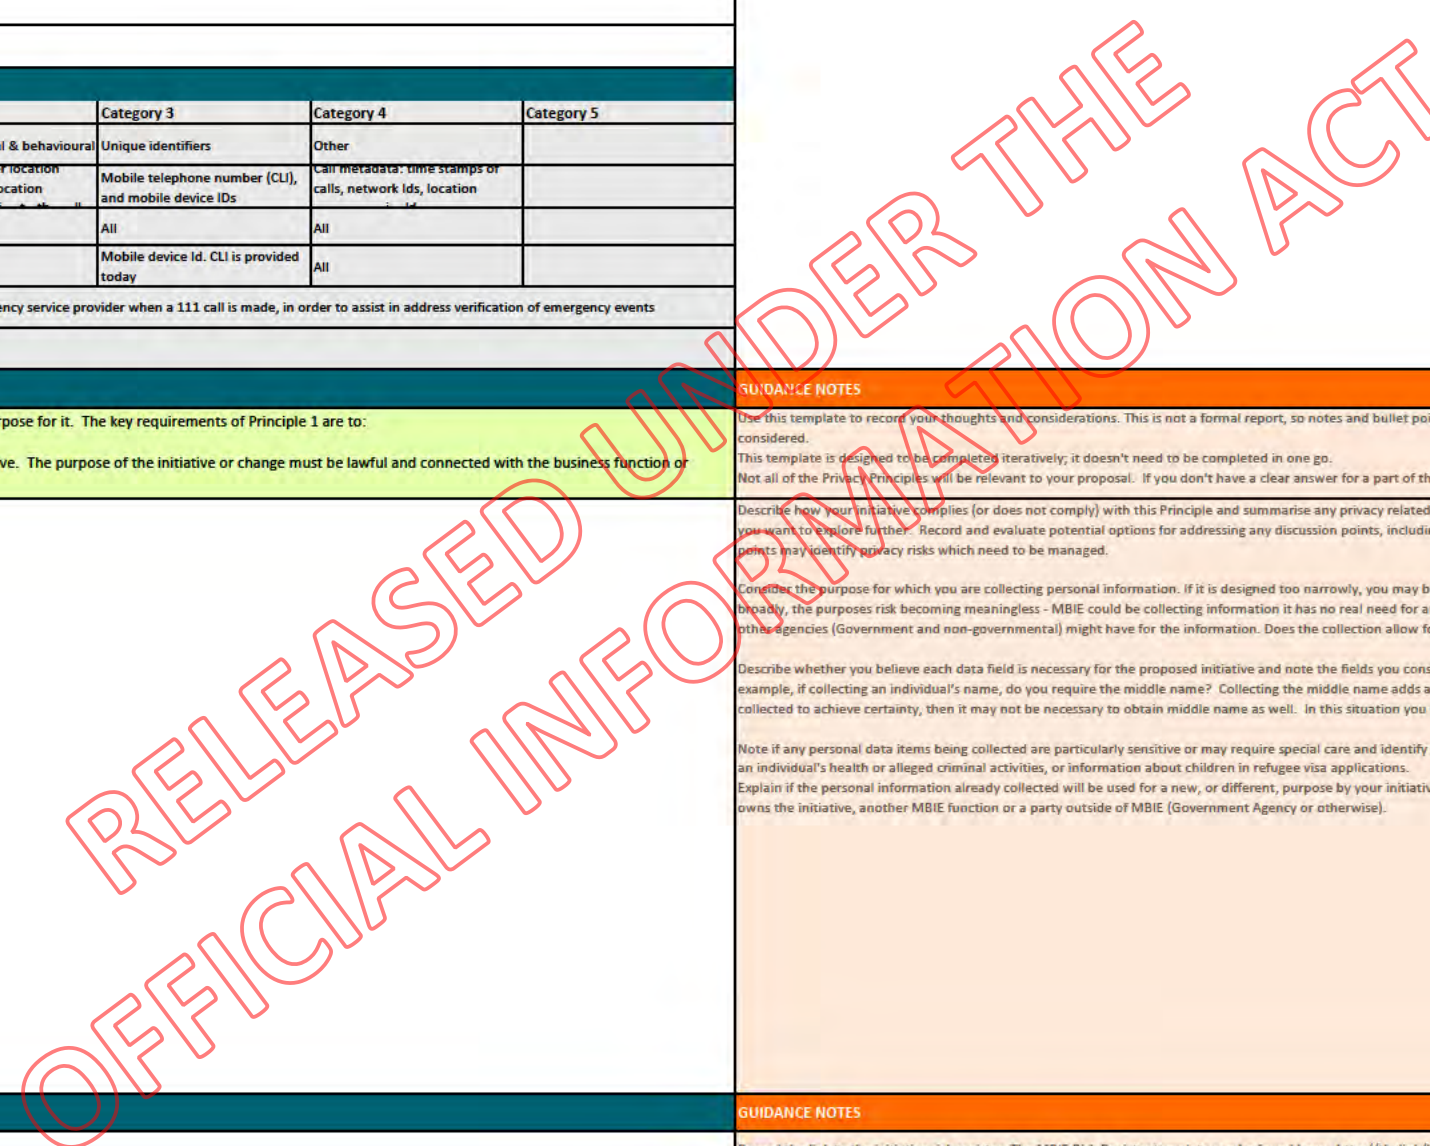 Category 3
Category 4
Category 5
l & behavioural
Unique identifiers
Other
r location
ocation
Mobile telephone number (CLI),
and mobile device IDs
Call metadata: time stamps of
calls, network Ids, location
All
All
Mobile device Id. CLI is provided
today
All
ency service provider when a 111 call is made, in order to assist in address verification of emergency events
GUIDANCE NOTES
rpose for it.  The key requirements of Principle 1 are to:
ve.  The purpose of the initiative or change must be lawful and connected with the business function or
Use this template to record your thoughts and considerations. This is not a formal report, so notes and bullet poi
considered.
This template is designed to be completed iteratively; it doesn't need to be completed in one go.
Not all of the Privacy Principles will be relevant to your proposal.  If you don't have a clear answer for a part of th
Describe how your initiative complies (or does not comply) with this Principle and summarise any privacy related
you want to explore further.  Record and evaluate potential options for addressing any discussion points, includi
points may identify privacy risks which need to be managed.
Consider the purpose for which you are collecting personal information. If it is designed too narrowly, you may b
broadly, the purposes risk becoming meaningless - MBIE could be collecting information it has no real need for a
other agencies (Government and non-governmental) might have for the information. Does the collection allow fo
Describe whether you believe each data field is necessary for the proposed initiative and note the fields you cons
example, if collecting an individual's name, do you require the middle name?  Collecting the middle name adds a
collected to achieve certainty, then it may not be necessary to obtain middle name as well.  In this situation you
Note if any personal data items being collected are particularly sensitive or may require special care and identify
an individual's health or alleged criminal activities, or information about children in refugee visa applications.
Explain if the personal information already collected will be used for a new, or different, purpose by your initiativ
owns the initiative, another MBIE function or a party outside of MBIE (Government Agency or otherwise).
GUIDANCE NOTES
RELEASED UNDER THE
OFFICIAL INFORMATION ACT